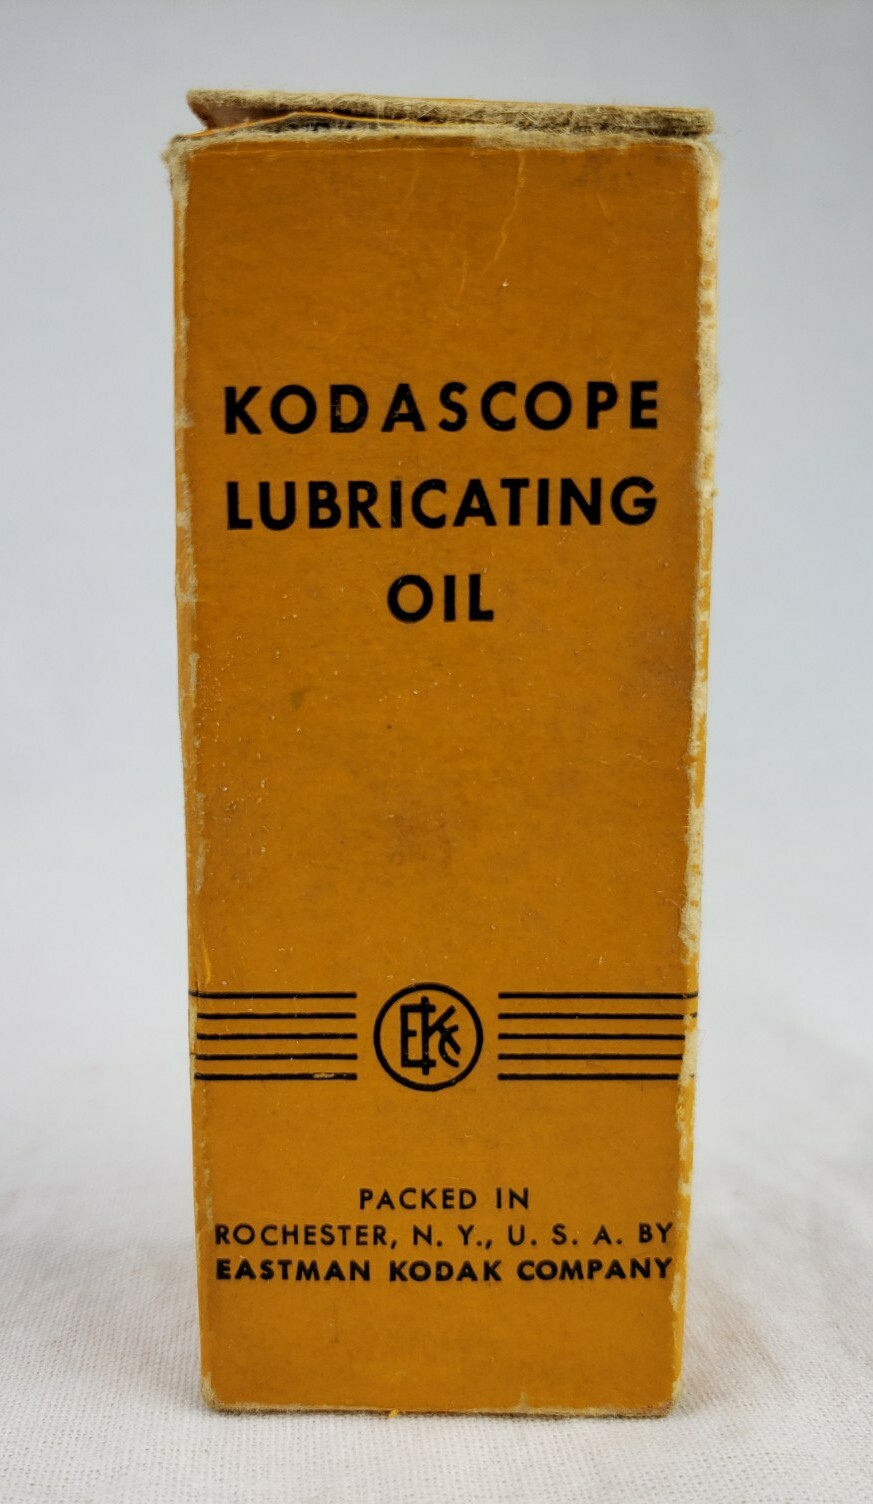 KODASCOPE
LUBRICATING
OIL
EKC
PACKED IN
ROCHESTER, N. Y., U. S. A. BY
EASTMAN KODAK COMPANY